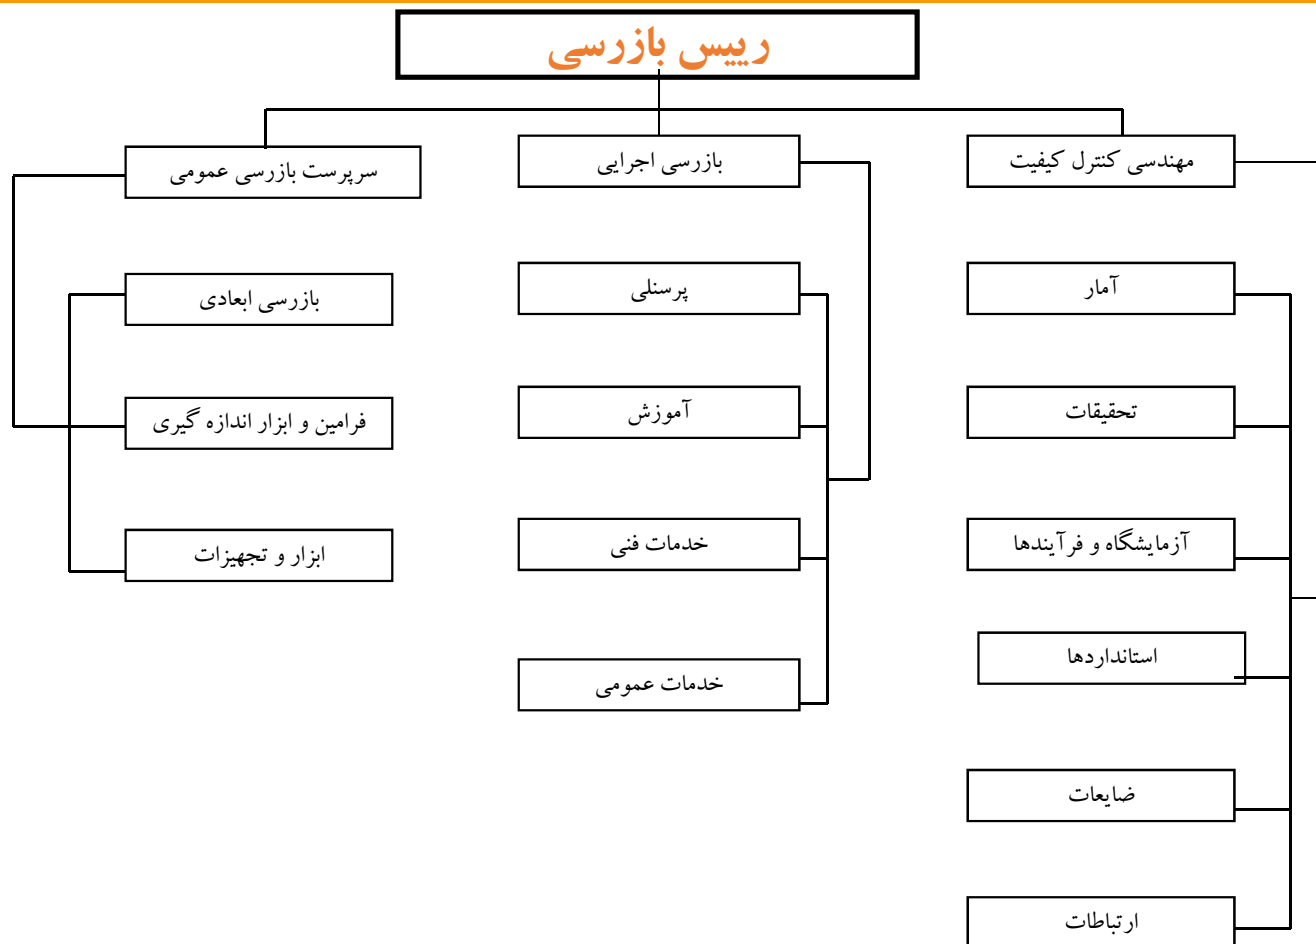 رییس بازرسی
مهندسی کنترل کیفیت
بازرسی اجرایی
سرپرست بازرسی عمومی
آمار
پرسنلی
بازرسی ابعادی
تحقیقات
آموزش
فرامین و ابزار اندازه گیری
آزمایشگاه و فرآیندها
خدمات فنی
ابزار و تجهیزات
استانداردها
خدمات عمومی
ضایعات
ارتباطات